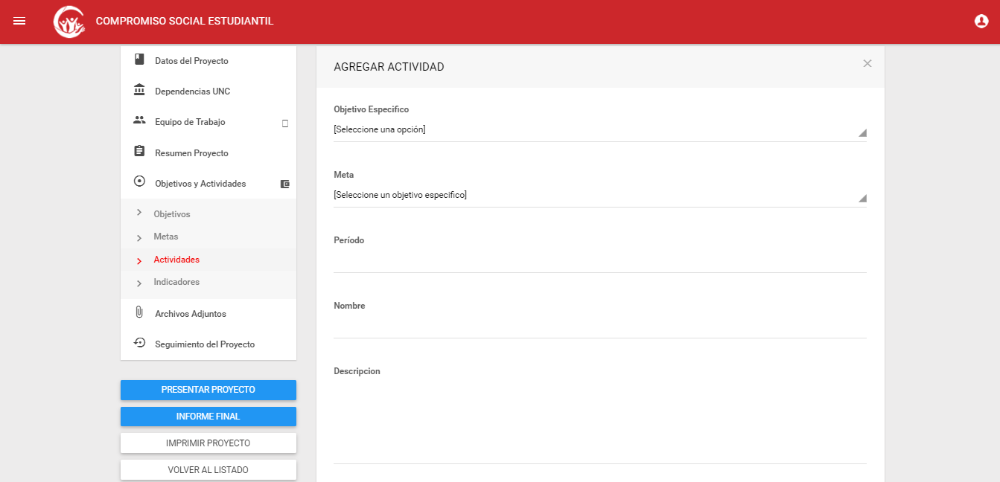 COMPROMISO SOCIAL ESTUDIANTIL
Datos del Proyecto
Dependencias UNC
Equipo de Trabajo
Resumen Proyecto
Objetivos y Actividades
Objetivos
Metas
Actividades
Indicadores
Archivos Adjuntos
Seguimiento del Proyecto
PRESENTAR PROYECTO
INFORME FINAL
IMPRIMIR PROYECTO
VOLVER AL LISTADO
AGREGAR ACTIVIDAD
Objetivo Especifico
[Seleccione una opción]
Meta
[Seleccione un objetivo especifico]
Período
Nombre
Descripcion